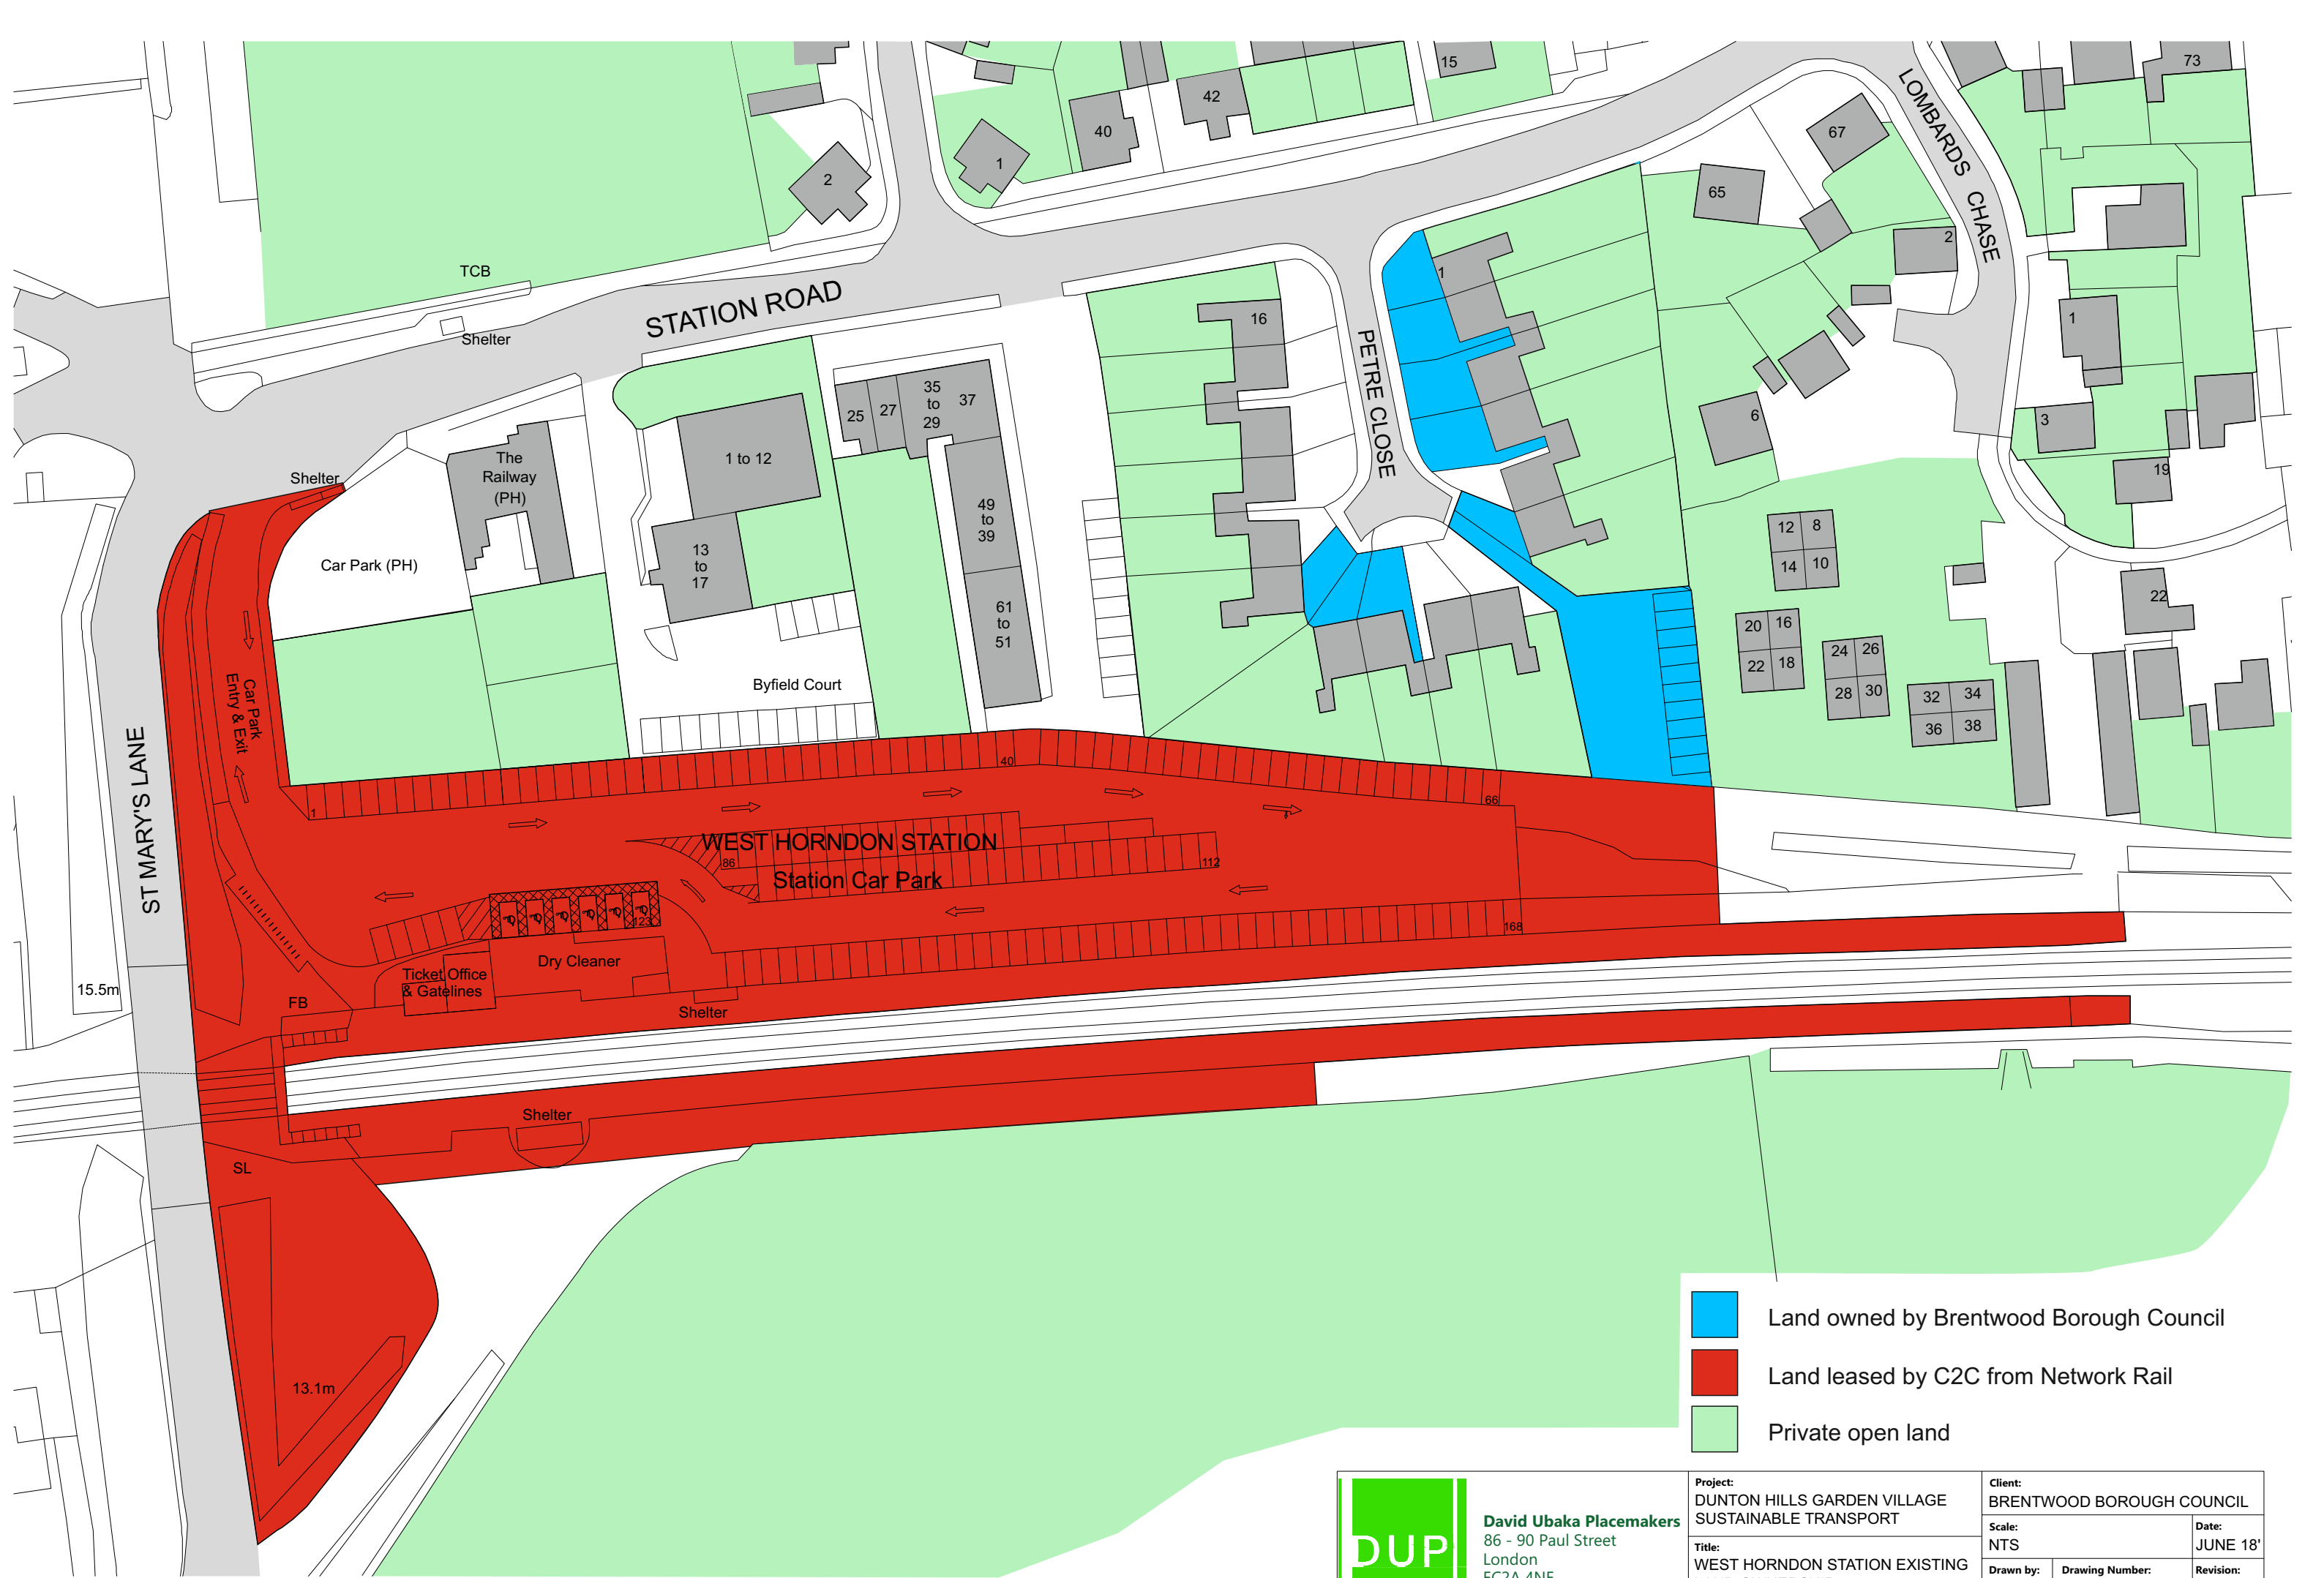 15
73
42
40
67
1
2
65
LOMBARDS CHASE
2
TCB
STATION ROAD
Shelter
1
16
1
PETRE CLOSE
35
to
29
37
25
27
6
3
The
Railway
(PH)
1 to 12
19
Shelter
49
to
39
12
8
14
10
Car Park (PH)
13
to
17
22
61
to
51
20
16
22
18
24
26
28
30
32
34
36
38
Byfield Court
Car Park
Entry & Exit
ST MARY'S LANE
40
1
66
WEST HORNDON STATION
86
112
Station Car Park
123
168
Dry Cleaner
Ticket Office
& Gatelines
15.5m
FB
Shelter
Shelter
SL
13.1m
Land owned by Brentwood Borough Council
Land leased by C2C from Network Rail
Private open land
DUP
David Ubaka Placemakers
86 - 90 Paul Street
London
EC2A 4NE
Project:
DUNTON HILLS GARDEN VILLAGE
SUSTAINABLE TRANSPORT
Title:
WEST HORNDON STATION EXISTING
Client:
BRENTWOOD BOROUGH COUNCIL
Scale:
NTS
Date:
JUNE 18'
Drawn by:
Drawing Number:
Revision: